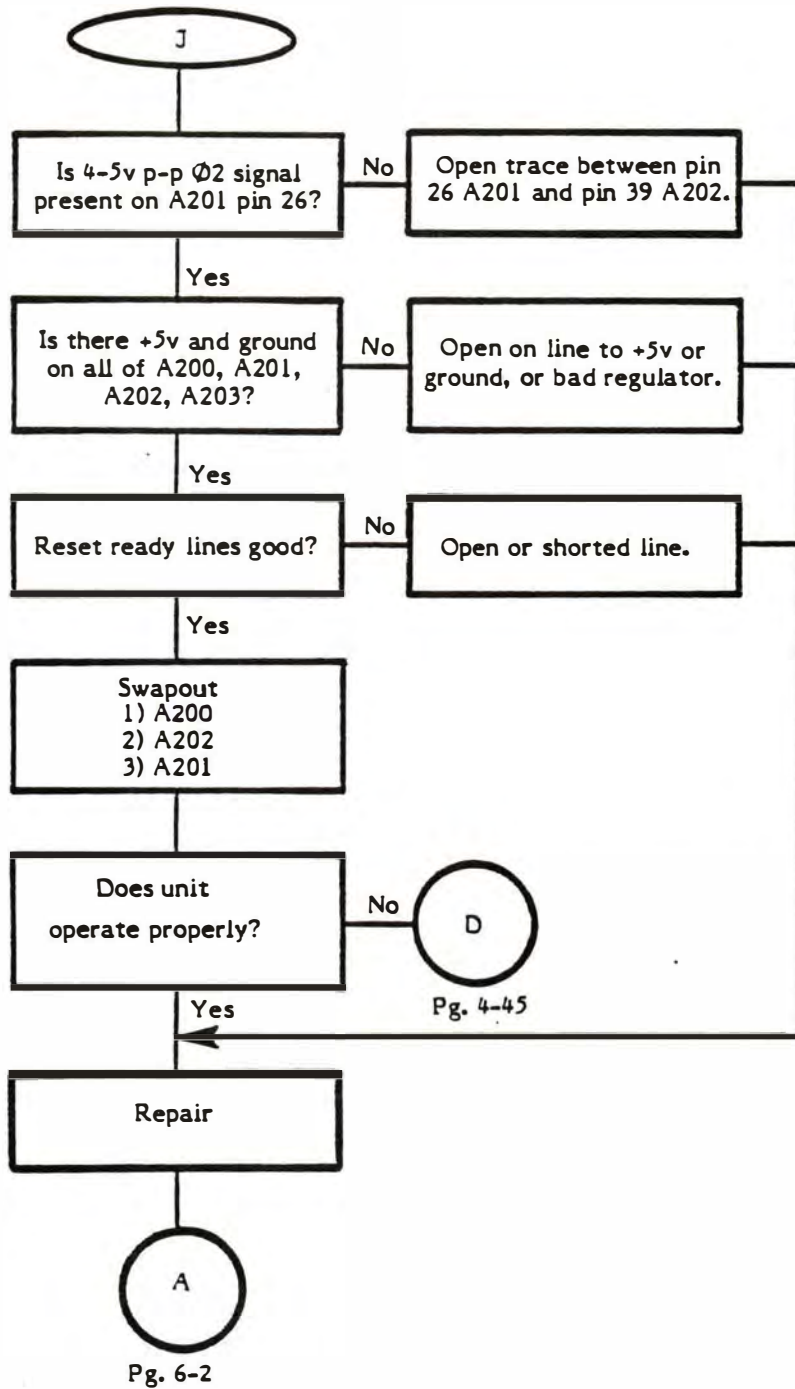 J
Is 4-5v p-p Ø2 signal
present on A201 pin 26?
No
Open trace between pin
26 A201 and pin 39 A202.
Yes
Is there +5v and ground
on all of A200, A201,
A202, A203?
No
Open on line to +5v or
ground, or bad regulator.
Yes
Reset ready lines good?
No
Open or shorted line.
Yes
Swapout
1) A200
2) A202
3) A201
Does unit
operate properly?
No
D
Pg. 4-45
Yes
Repair
A
Pg. 6-2